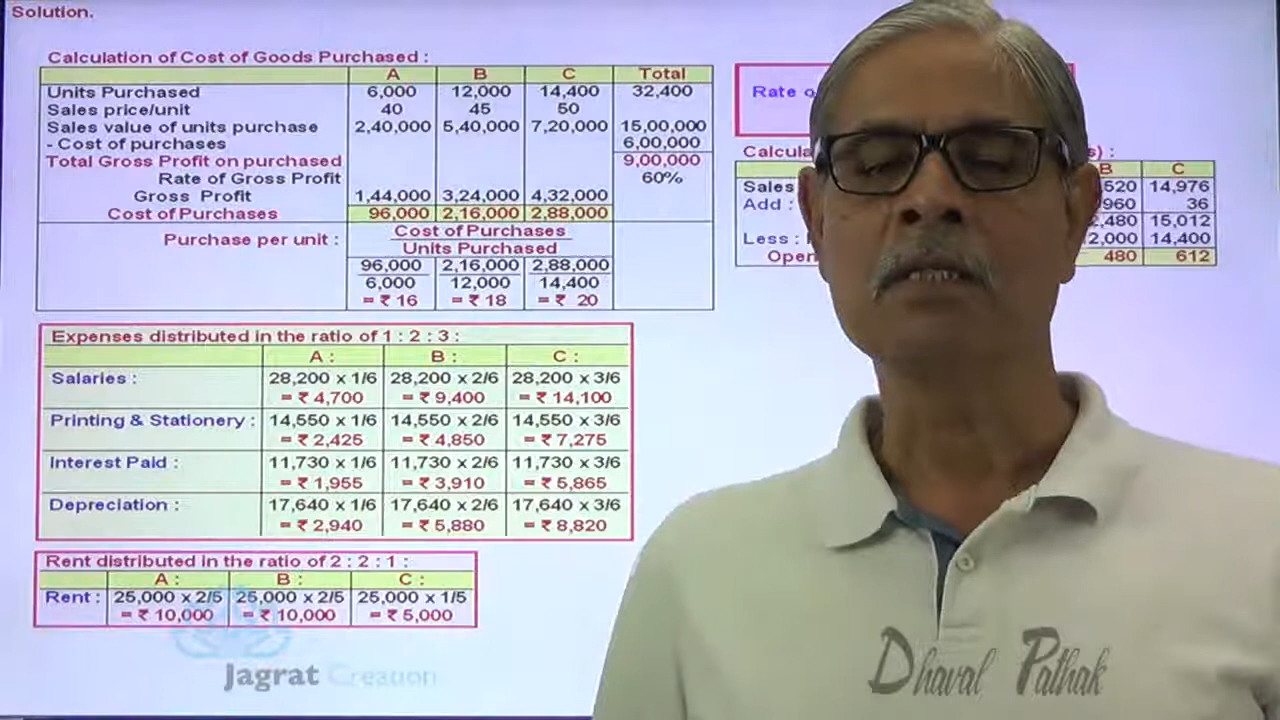 Solution.
Calculation of Cost of Goods Purchased :
A B C Total
Units Purchased 6,000 12,000 14,400 32,400
Sales price/unit 40 45 50
Sales value of units purchase 2,40,000 5,40,000 7,20,000 15,00,000
- Cost of purchases 6,00,000
Total Gross Profit on purchased 9,00,000
Rate of Gross Profit 60%
Gross Profit 1,44,000 3,24,000 4,32,000
Cost of Purchases 96,000 2,16,000 2,88,000
Purchase per unit : Cost of Purchases
Units Purchased
96,000 2,16,000 2,88,000
6,000 12,000 14,400
= ₹ 16 = ₹ 18 = ₹ 20
Rate
B C
Sales 520 14,976
Add : 960 36
2,480 15,012
Less : 2,000 14,400
480 612
Expenses distributed in the ratio of 1 : 2 : 3 :
A : B : C :
Salaries : 28,200 x 1/6 28,200 x 2/6 28,200 x 3/6
= ₹ 4,700 = ₹ 9,400 = ₹ 14,100
Printing & Stationery : 14,550 x 1/6 14,550 x 2/6 14,550 x 3/6
= ₹ 2,425 = ₹ 4,850 = ₹ 7,275
Interest Paid : 11,730 x 1/6 11,730 x 2/6 11,730 x 3/6
= ₹ 1,955 = ₹ 3,910 = ₹ 5,865
Depreciation : 17,640 x 1/6 17,640 x 2/6 17,640 x 3/6
= ₹ 2,940 = ₹ 5,880 = ₹ 8,820
Rent distributed in the ratio of 2 : 2 : 1 :
A : B : C :
Rent : 25,000 x 2/5 25,000 x 2/5 25,000 x 1/5
= ₹ 10,000 = ₹ 10,000 = ₹ 5,000
Jagrat Creation
Dhaval Pathak